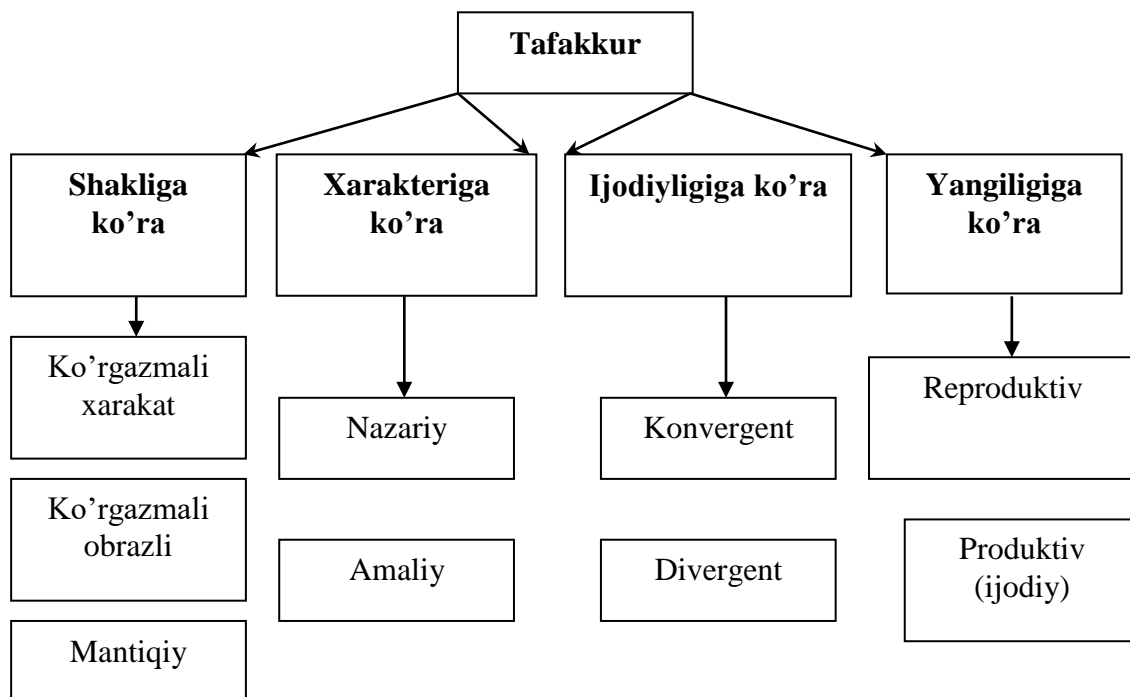 Tafakkur
Shakliga
ko’ra
Xarakteriga
ko’ra
Ijodiyligiga ko’ra
Yangiligiga
ko’ra
Ko’rgazmali
xarakat
Ko’rgazmali
obrazli
Mantiqiy
Nazariy
Amaliy
Konvergent
Divergent
Reproduktiv
Produktiv
(ijodiy)